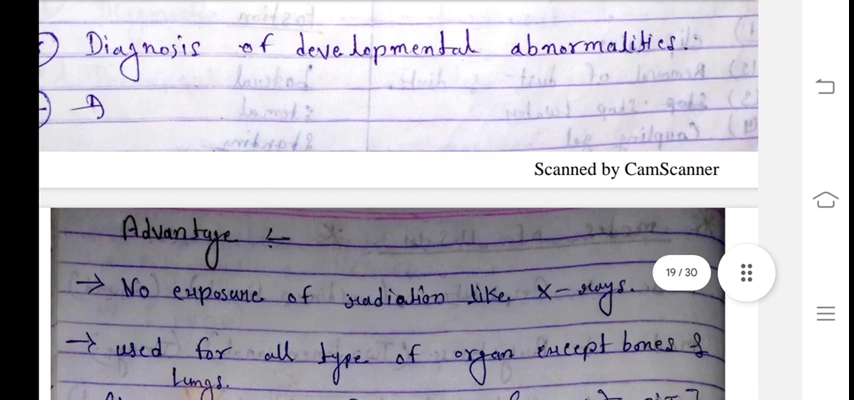 Diagnosis of developmental abnormalities.
Scanned by CamScanner
Advantage :-
19 / 30
→ No exposure of radiation like X-rays.
→ used for all type of organ except bones &
Lungs.